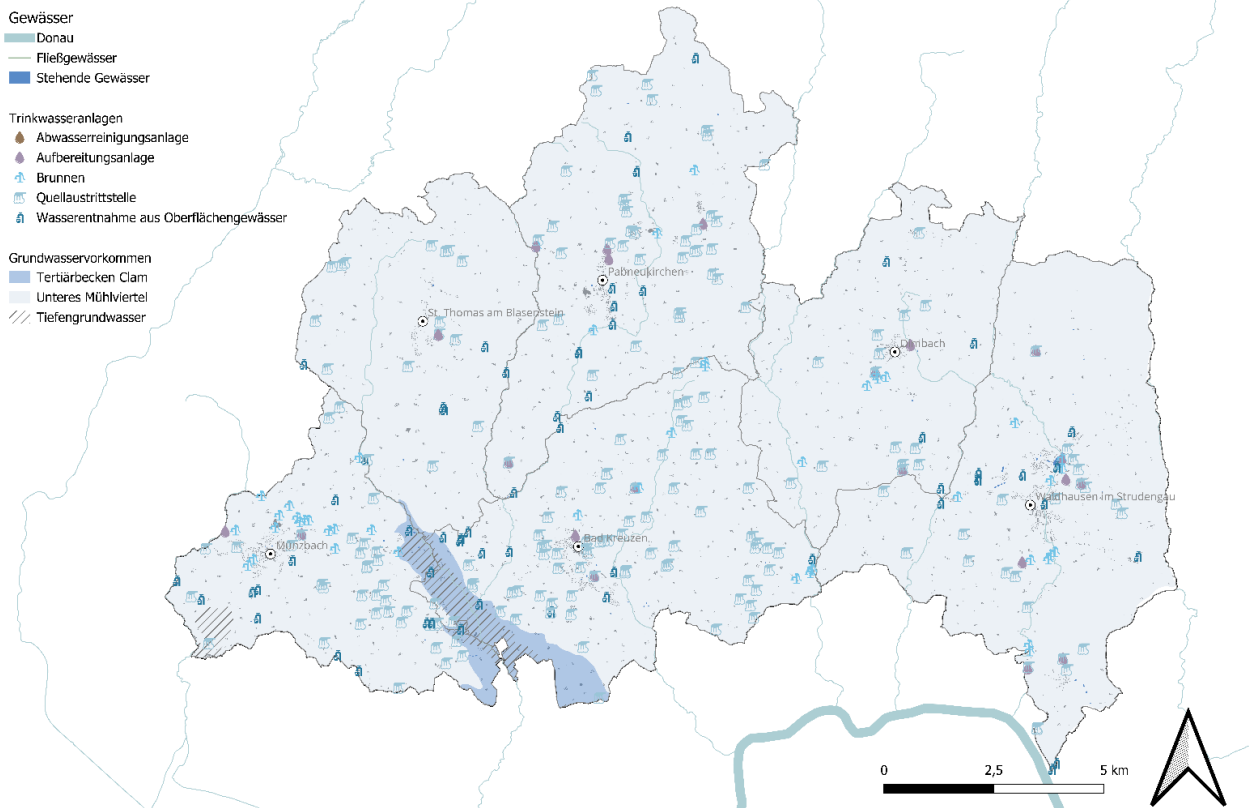 Gewässer
Donau
Fließgewässer
Stehende Gewässer
Trinkwasseranlagen
Abwasserreinigungsanlage
Aufbereitungsanlage
Brunnen
Quellaustrittstelle
Wasserentnahme aus Oberflächengewässer
Grundwasservorkommen
Tertiärbecken Clam
Unteres Mühlviertel
Tiefengrundwasser
Pabneukirchen
St. Thomas am Blasenstein
Dimbach
Waldhausen im Strudengau
Bad Kreuzen
Münzbach
0 2,5 5 km